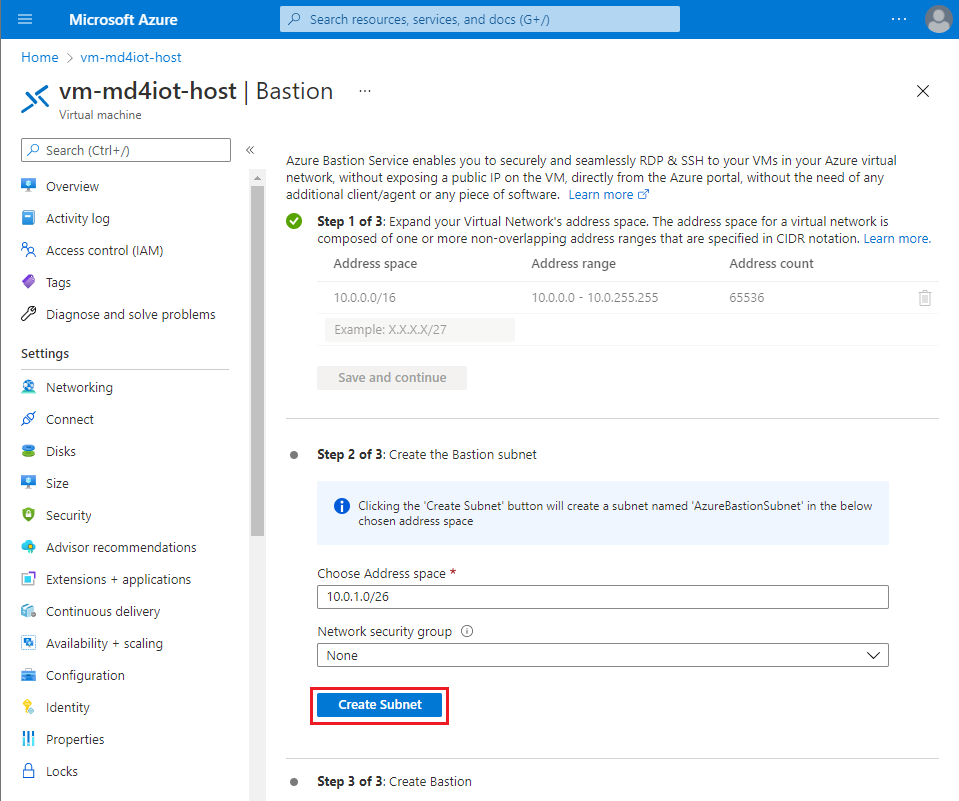 Microsoft Azure
Search resources, services, and docs (G+/)
···
Home > vm-md4iot-host
vm-md4iot-host | Bastion ···
Virtual machine
Search (Ctrl+/)
«
Overview
Activity log
Access control (IAM)
Tags
Diagnose and solve problems
Settings
Networking
Connect
Disks
Size
Security
Advisor recommendations
Extensions + applications
Continuous delivery
Availability + scaling
Configuration
Identity
Properties
Locks
Azure Bastion Service enables you to securely and seamlessly RDP & SSH to your VMs in your Azure virtual
network, without exposing a public IP on the VM, directly from the Azure portal, without the need of any
additional client/agent or any piece of software. Learn more
Step 1 of 3: Expand your Virtual Network's address space. The address space for a virtual network is
composed of one or more non-overlapping address ranges that are specified in CIDR notation. Learn more.
Address space Address range Address count
10.0.0.0/16 10.0.0.0 - 10.0.255.255 65536
Example: X.X.X.X/27
Save and continue
Step 2 of 3: Create the Bastion subnet
Clicking the 'Create Subnet' button will create a subnet named 'AzureBastionSubnet' in the below
chosen address space
Choose Address space *
10.0.1.0/26
Network security group
None
Create Subnet
Step 3 of 3: Create Bastion